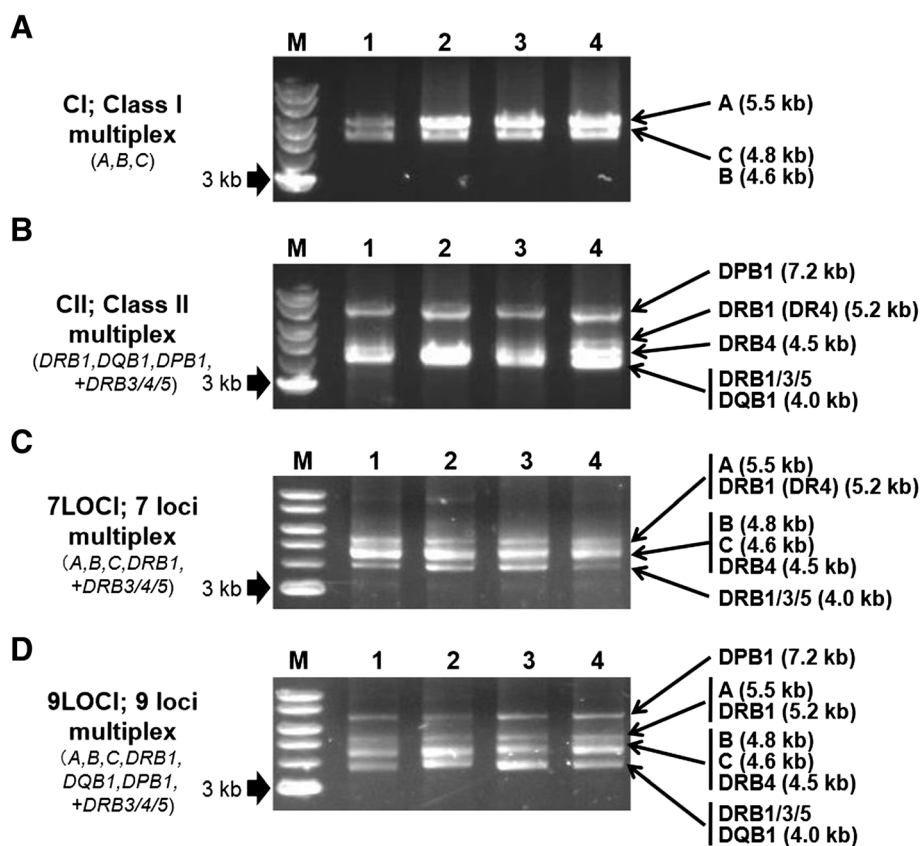 A
M 1 2 3 4
CI; Class I
multiplex
(A,B,C)
3 kb
A (5.5 kb)
C (4.8 kb)
B (4.6 kb)
B
M 1 2 3 4
CII; Class II
multiplex
(DRB1,DQB1,DPB1,
+DRB3/4/5)
3 kb
DPB1 (7.2 kb)
DRB1 (DR4) (5.2 kb)
DRB4 (4.5 kb)
DRB1/3/5
DQB1 (4.0 kb)
C
M 1 2 3 4
7LOCI; 7 loci
multiplex
(A,B,C,DRB1,
+DRB3/4/5)
3 kb
A (5.5 kb)
DRB1 (DR4) (5.2 kb)
B (4.8 kb)
C (4.6 kb)
DRB4 (4.5 kb)
DRB1/3/5 (4.0 kb)
D
M 1 2 3 4
9LOCI; 9 loci
multiplex
(A,B,C,DRB1,
DQB1,DPB1,
+DRB3/4/5)
3 kb
DPB1 (7.2 kb)
A (5.5 kb)
DRB1 (5.2 kb)
B (4.8 kb)
C (4.6 kb)
DRB4 (4.5 kb)
DRB1/3/5
DQB1 (4.0 kb)